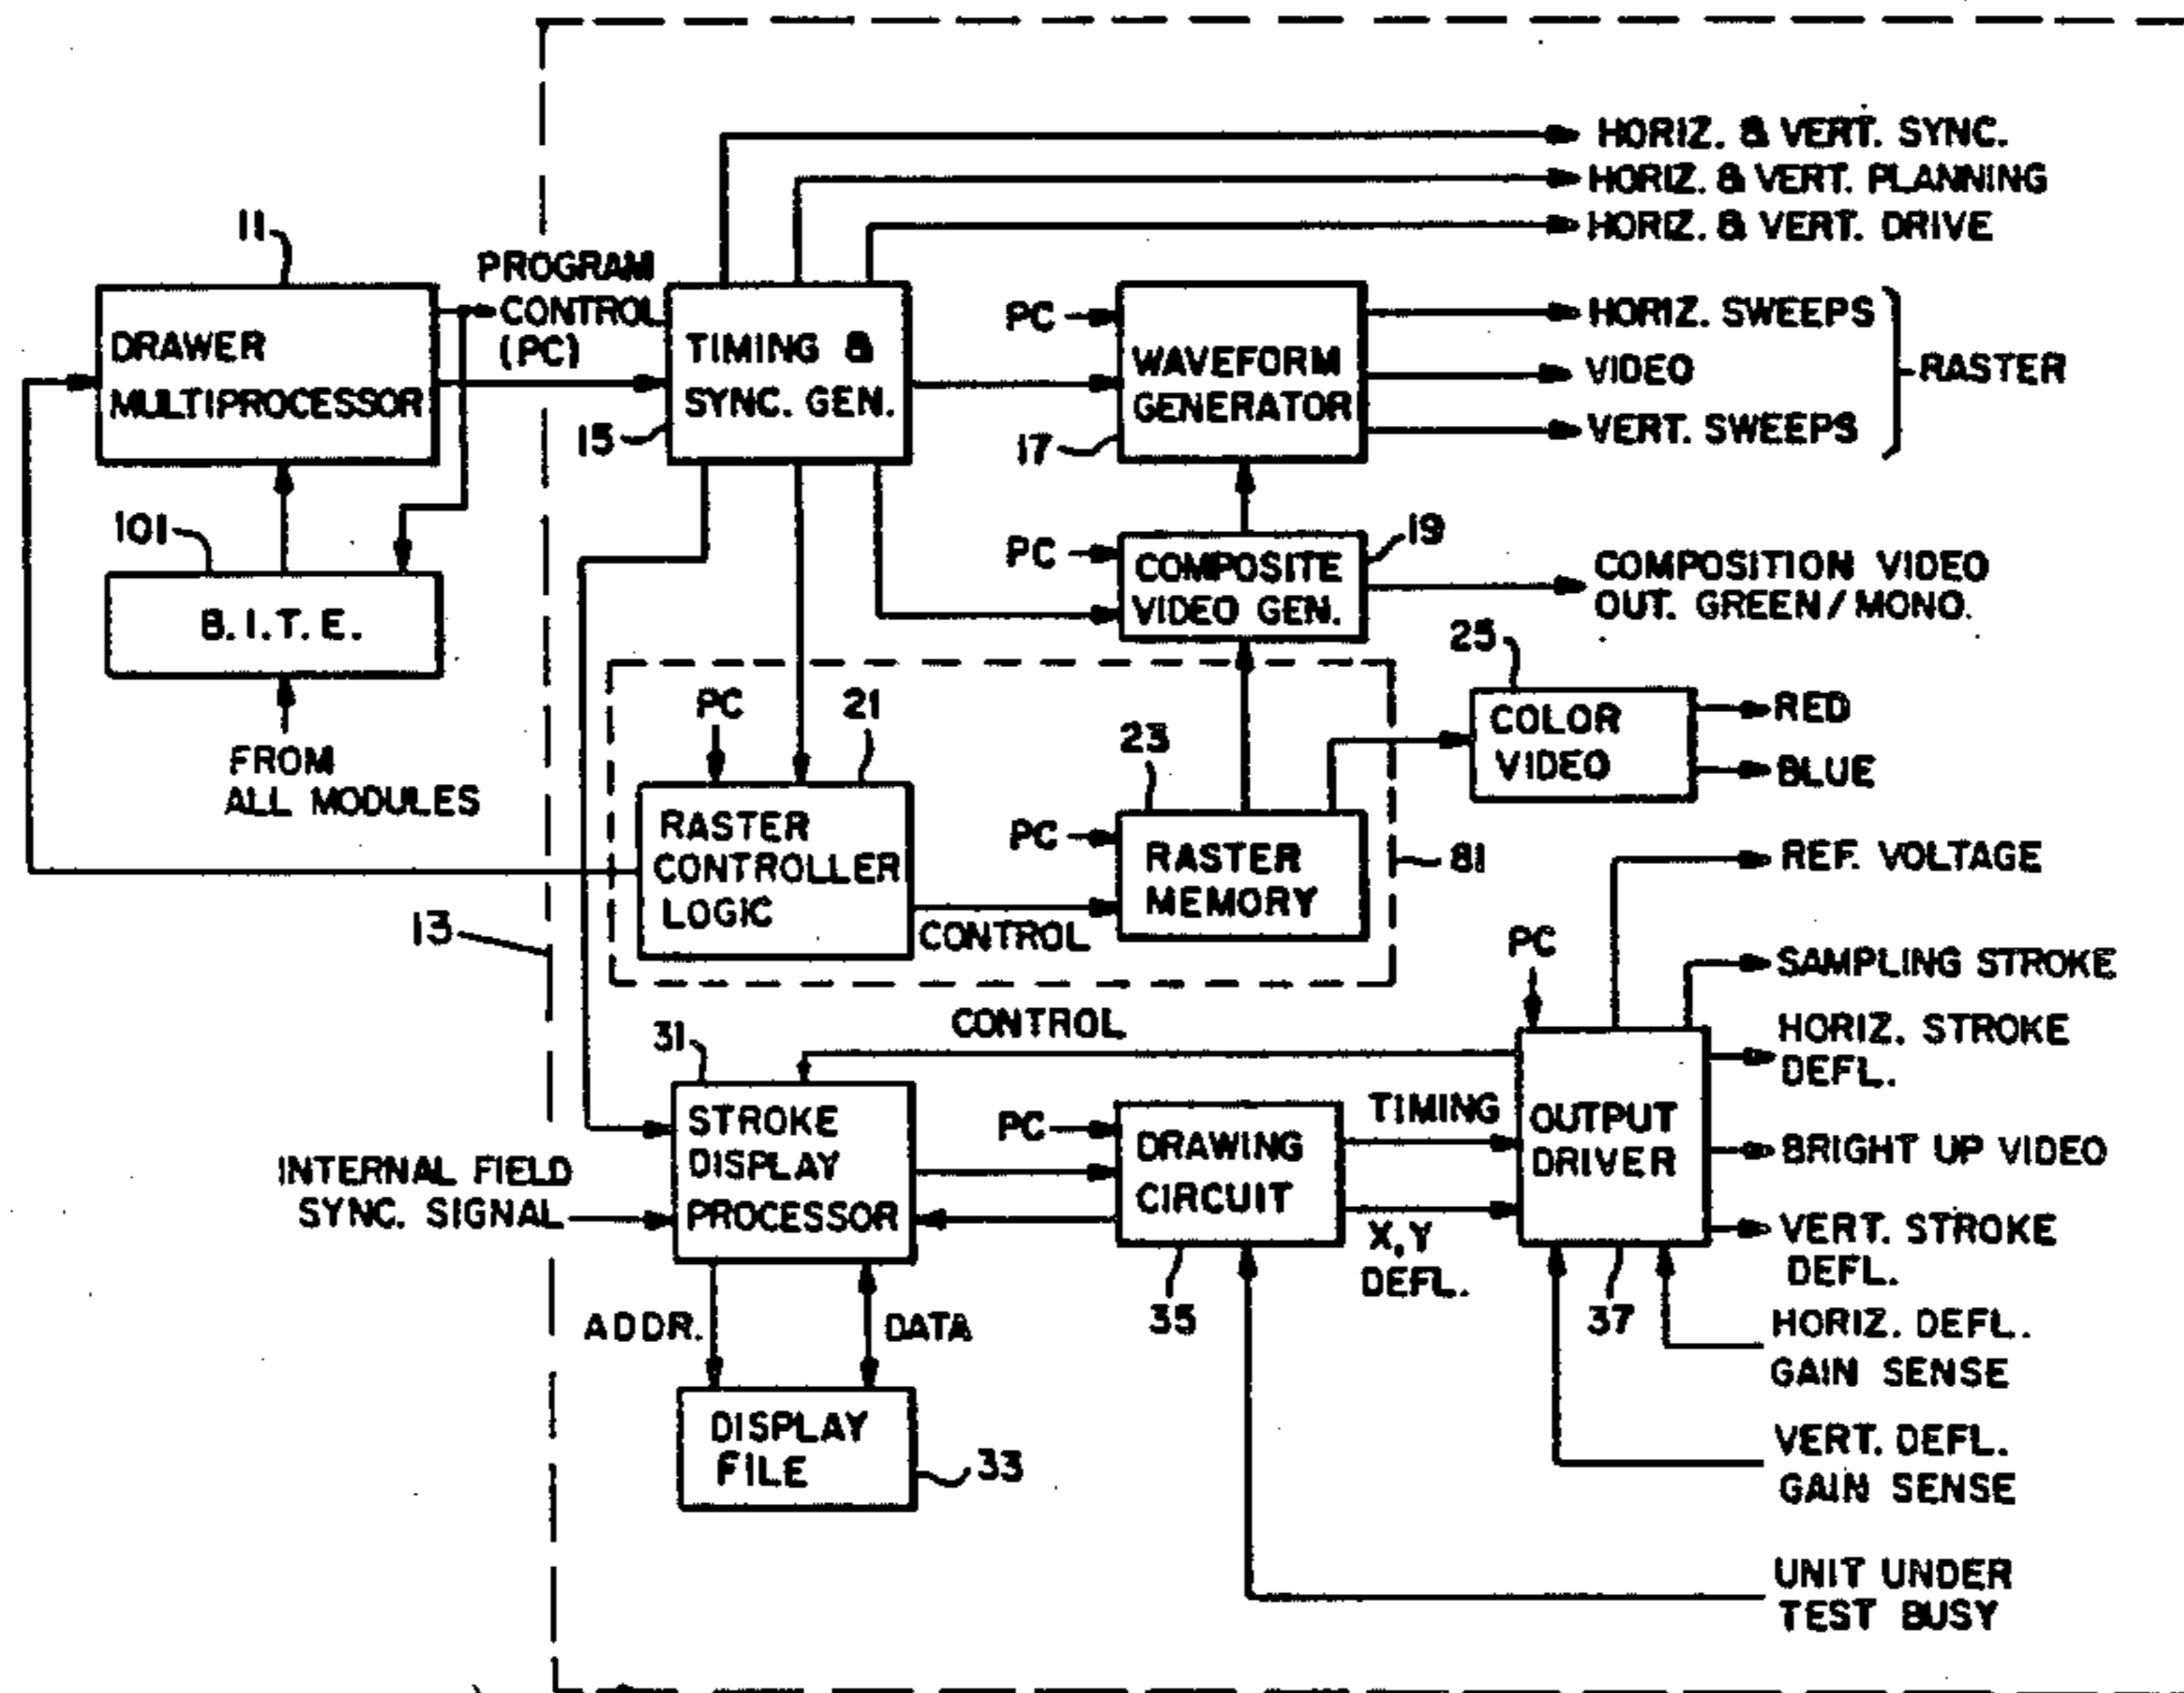 HORIZ. & VERT. SYNC.
HORIZ. & VERT. PLANNING
HORIZ. & VERT. DRIVE
11
PROGRAM
CONTROL
(PC)
DRAWER
MULTIPROCESSOR
TIMING &
SYNC. GEN.
15
PC
WAVEFORM
GENERATOR
17
HORIZ. SWEEPS
VIDEO
VERT. SWEEPS
RASTER
101
B.I.T.E.
FROM
ALL MODULES
PC
COMPOSITE
VIDEO GEN.
19
COMPOSITION VIDEO
OUT. GREEN/MONO.
25
COLOR
VIDEO
RED
BLUE
PC
21
RASTER
CONTROLLER
LOGIC
CONTROL
23
PC
RASTER
MEMORY
81
13
REF. VOLTAGE
PC
SAMPLING STROKE
HORIZ. STROKE
DEFL.
BRIGHT UP VIDEO
VERT. STROKE
DEFL.
CONTROL
31
STROKE
DISPLAY
PROCESSOR
INTERNAL FIELD
SYNC. SIGNAL
PC
DRAWING
CIRCUIT
35
TIMING
X,Y
DEFL.
OUTPUT
DRIVER
37
HORIZ. DEFL.
GAIN SENSE
ADDR.
DATA
DISPLAY
FILE
33
VERT. DEFL.
GAIN SENSE
UNIT UNDER
TEST BUSY